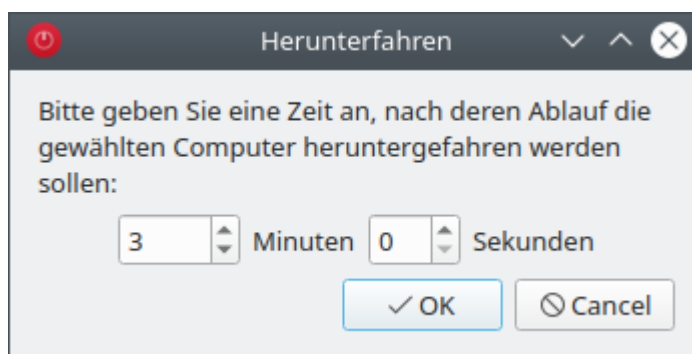 Herunterfahren
Bitte geben Sie eine Zeit an, nach deren Ablauf die
gewählten Computer heruntergefahren werden
sollen:
3 Minuten 0 Sekunden
OK Cancel